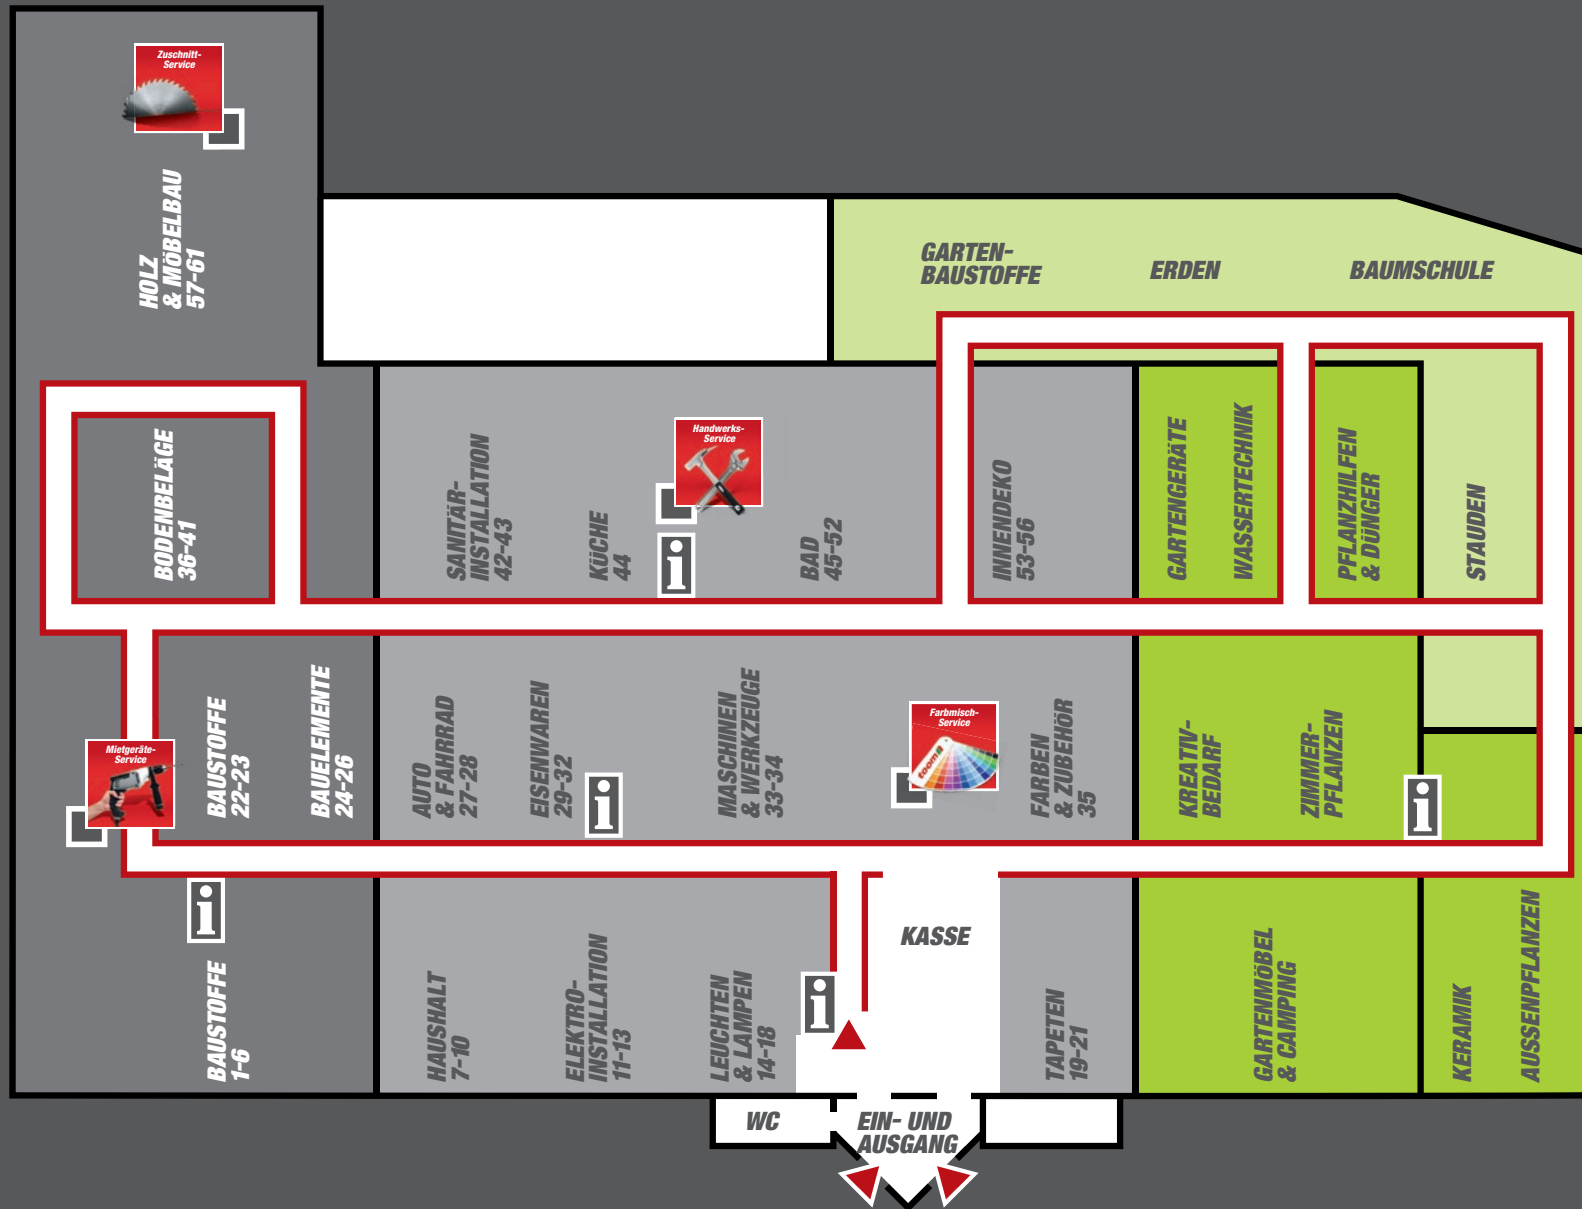 Zuschnitt-
Service
HOLZ
& MÖBELBAU
57-61
GARTEN-
BAUSTOFFE
ERDEN
BAUMSCHULE
BODENBELÄGE
36-41
SANITÄR-
INSTALLATION
42-43
KÜCHE
44
Handwerks-
Service
i
BAD
45-52
INNENDEKO
53-56
GARTENGERÄTE
WASSERTECHNIK
PFLANZHILFEN
& DÜNGER
STAUDEN
Mietgeräte-
Service
BAUSTOFFE
22-23
BAUELEMENTE
24-26
AUTO
& FAHRRAD
27-28
EISENWAREN
29-32
i
MASCHINEN
& WERKZEUGE
33-34
Farbmisch-
Service
toom
FARBEN
& ZUBEHÖR
35
KREATIV-
BEDARF
ZIMMER-
PFLANZEN
i
i
BAUSTOFFE
1-6
HAUSHALT
7-10
ELEKTRO-
INSTALLATION
11-13
LEUCHTEN
& LAMPEN
14-18
i
KASSE
TAPETEN
19-21
GARTENMÖBEL
& CAMPING
KERAMIK
AUSSENPFLANZEN
WC
EIN- UND
AUSGANG